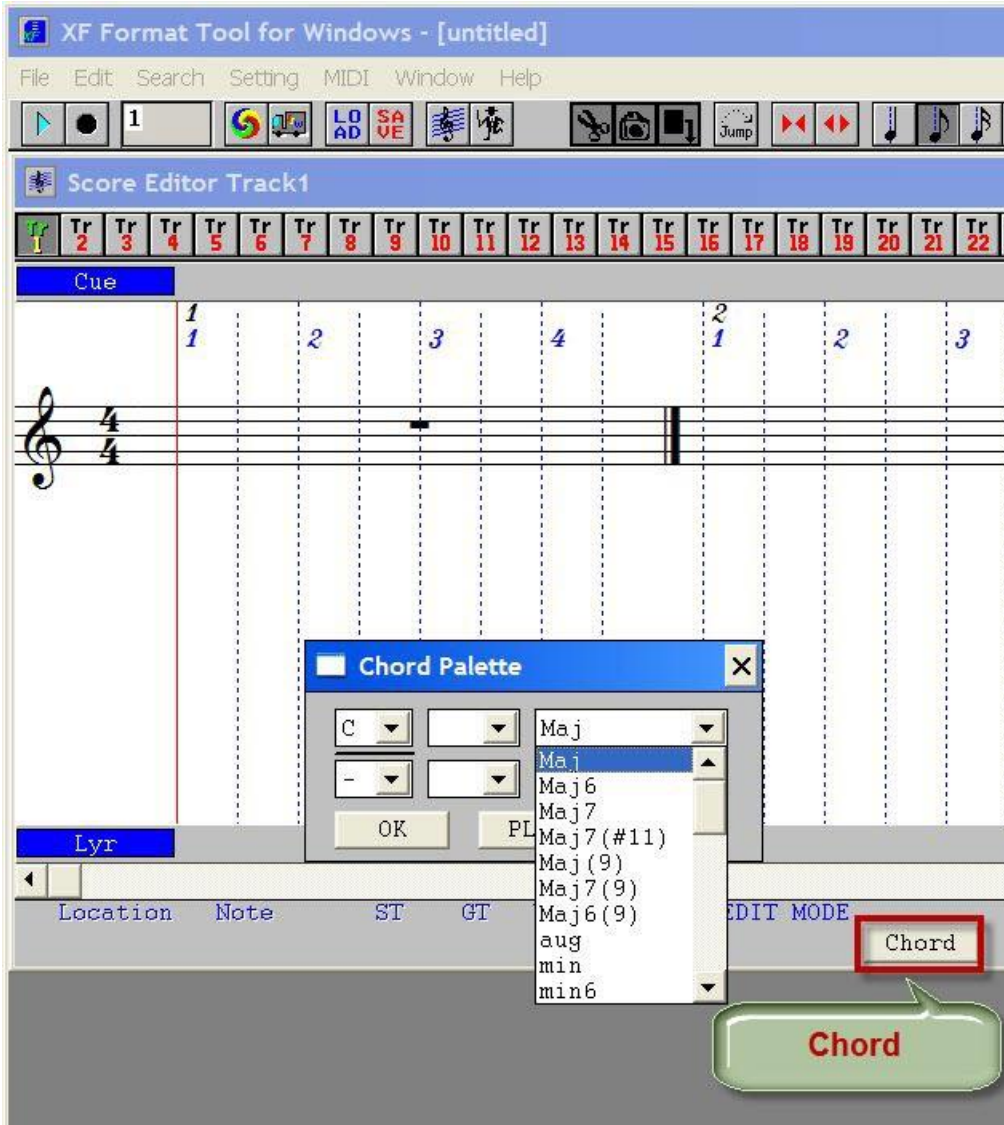 XF Format Tool for Windows - [untitled]
File Edit Search Setting MIDI Window Help
1 LOAD SAVE Jump
Score Editor Track1
Tr 1 Tr 2 Tr 3 Tr 4 Tr 5 Tr 6 Tr 7 Tr 8 Tr 9 Tr 10 Tr 11 Tr 12 Tr 13 Tr 14 Tr 15 Tr 16 Tr 17 Tr 18 Tr 19 Tr 20 Tr 21 Tr 22
Cue
1 2
1 2 3 4 1 2 3
4
4
Chord Palette
C Maj
Maj
-
Maj6
Maj7
OK
Maj7(#11)
Maj(9)
Maj7(9)
Maj6(9)
aug
min
min6
Lyr
Location Note ST GT EDIT MODE
Chord
Chord